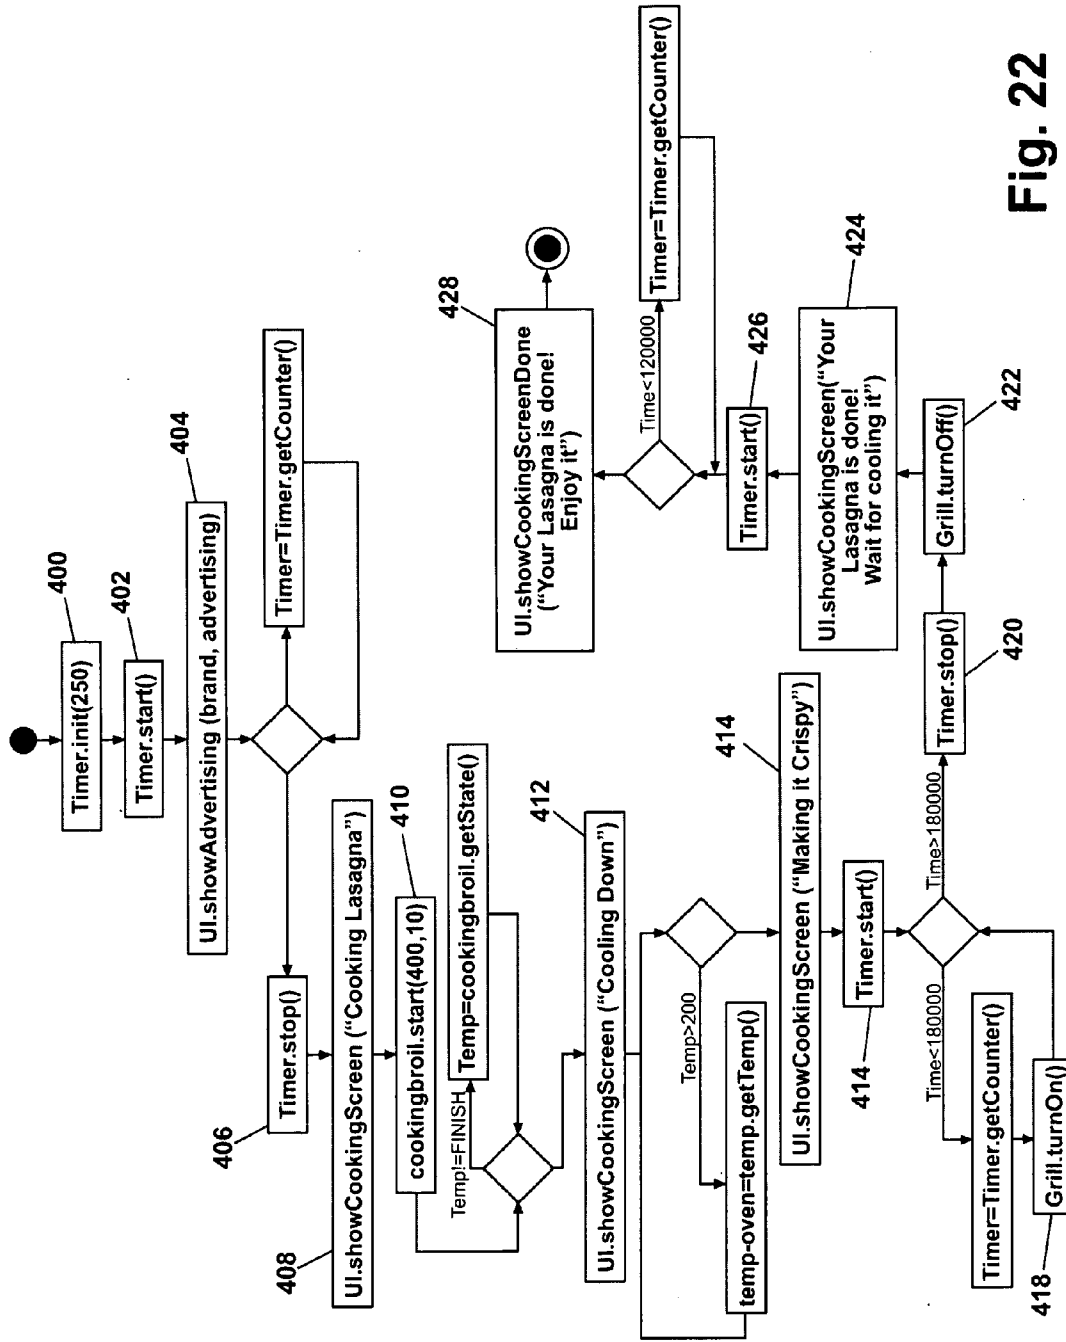 400
Timer.init(250)
402
Timer.start()
404
UI.showAdvertising (brand, advertising)
Timer=Timer.getCounter()
406
Timer.stop()
408
UI.showCookingScreen (“Cooking Lasagna”)
410
cookingbroil.start(400,10)
Temp!=FINISH
Temp=cookingbroil.getState()
412
UI.showCookingScreen (“Cooling Down”)
Temp>200
temp-oven=temp.getTemp()
414
UI.showCookingScreen (“Making it Crispy”)
414
Timer.start()
Time<180000
Time>180000
Timer=Timer.getCounter()
418
Grill.turnOn()
420
Timer.stop()
422
Grill.turnOff()
424
UI.showCookingScreen(“Your
Lasagna is done!
Wait for cooling it”)
426
Timer.start()
Time<120000
Timer=Timer.getCounter()
428
UI.showCookingScreenDone
(“Your Lasagna is done!
Enjoy it”)
Fig. 22